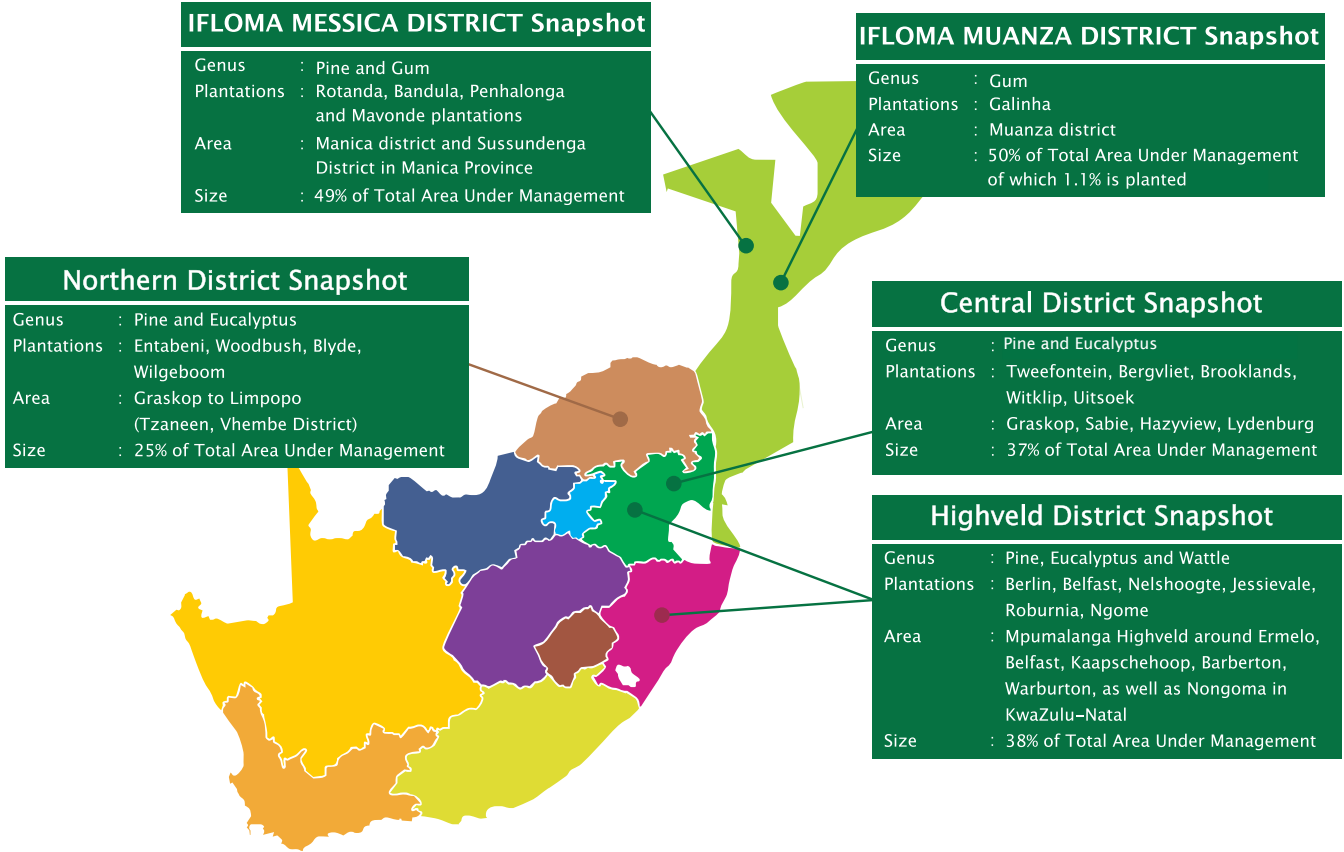 IFLOMA MESSICA DISTRICT Snapshot
Genus : Pine and Gum
Plantations : Rotanda, Bandula, Penhalonga
and Mavonde plantations
Area : Manica district and Sussundenga
District in Manica Province
Size : 49% of Total Area Under Management
IFLOMA MUANZA DISTRICT Snapshot
Genus : Gum
Plantations : Galinha
Area : Muanza district
Size : 50% of Total Area Under Management
of which 1.1% is planted
Northern District Snapshot
Genus : Pine and Eucalyptus
Plantations : Entabeni, Woodbush, Blyde,
Wilgeboom
Area : Graskop to Limpopo
(Tzaneen, Vhembe District)
Size : 25% of Total Area Under Management
Central District Snapshot
Genus : Pine and Eucalyptus
Plantations : Tweefontein, Bergvliet, Brooklands,
Witklip, Uitsoek
Area : Graskop, Sabie, Hazyview, Lydenburg
Size : 37% of Total Area Under Management
Highveld District Snapshot
Genus : Pine, Eucalyptus and Wattle
Plantations : Berlin, Belfast, Nelshoogte, Jessievale,
Roburnia, Ngome
Area : Mpumalanga Highveld around Ermelo,
Belfast, Kaapschehoop, Barberton,
Warburton, as well as Nongoma in
KwaZulu-Natal
Size : 38% of Total Area Under Management